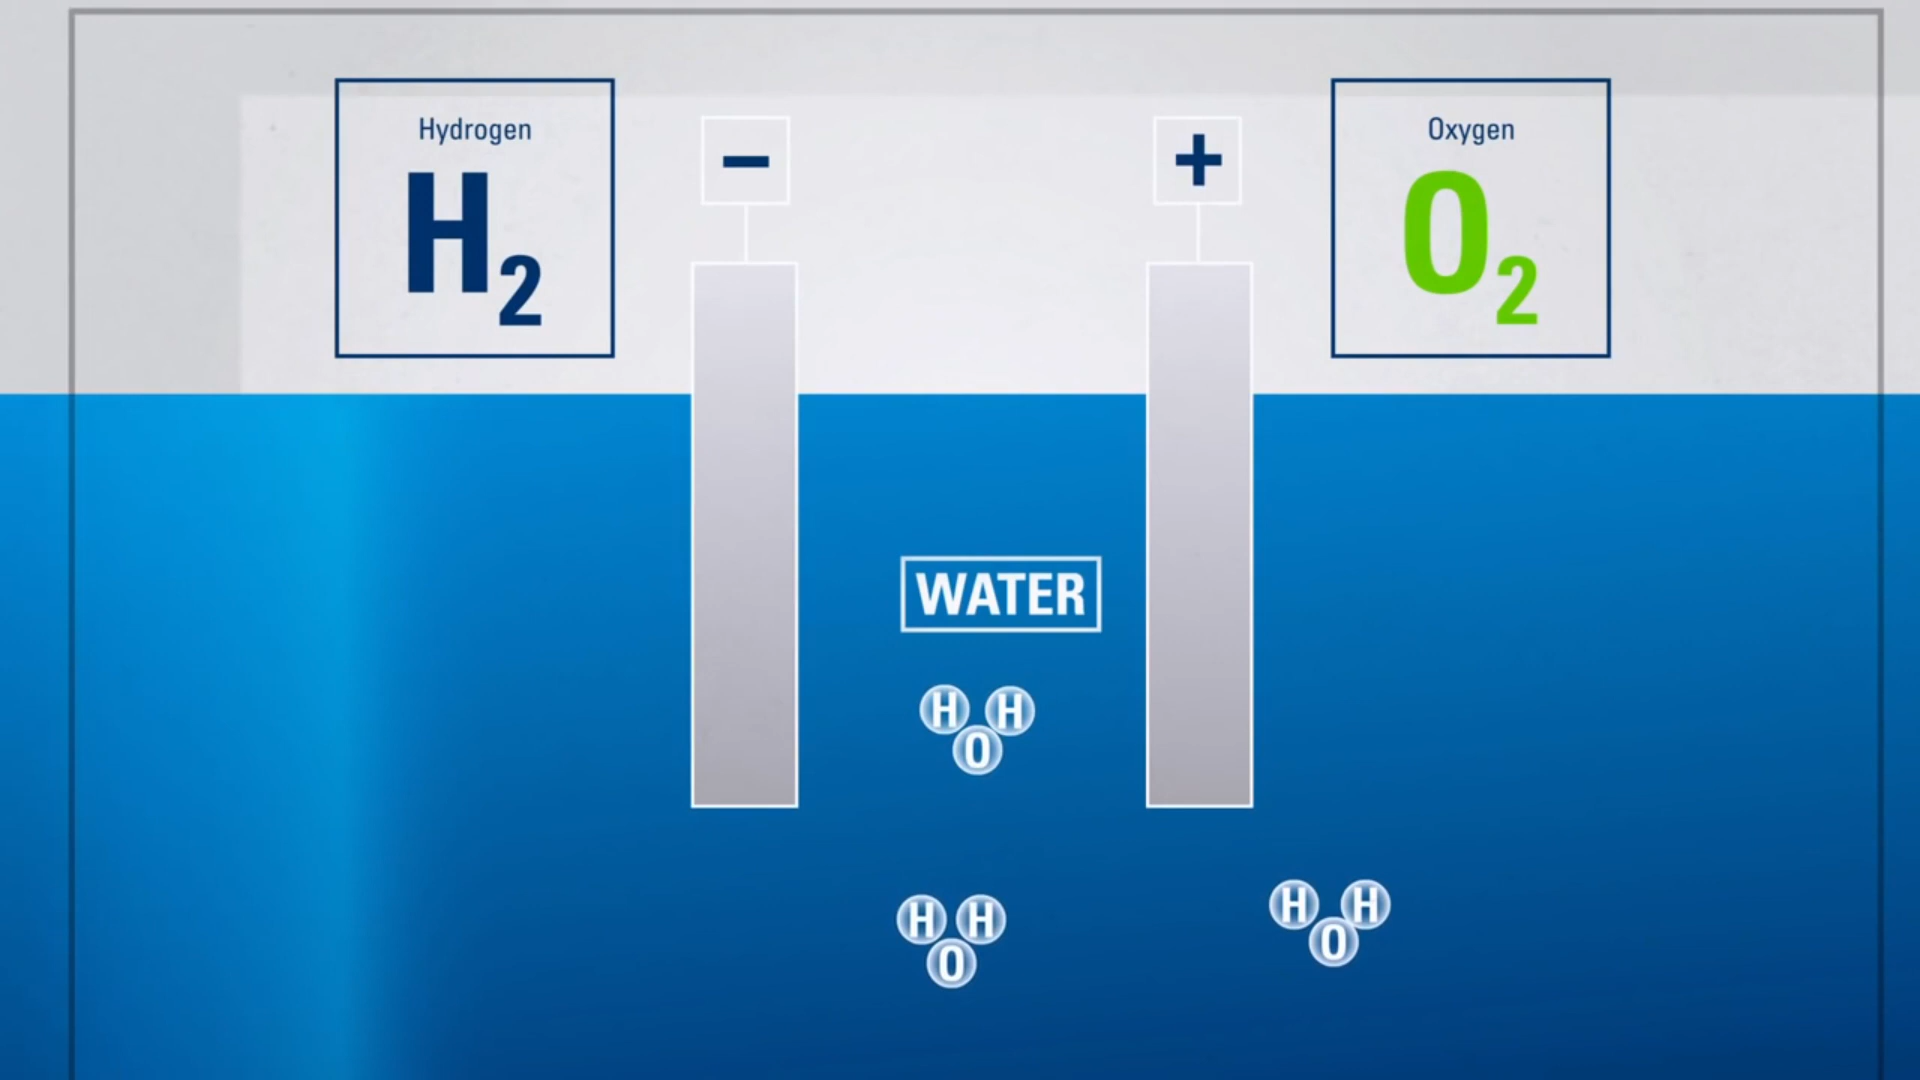 Hydrogen
H2
−
+
Oxygen
O2
WATER
H H
O
H H
O
H H
O